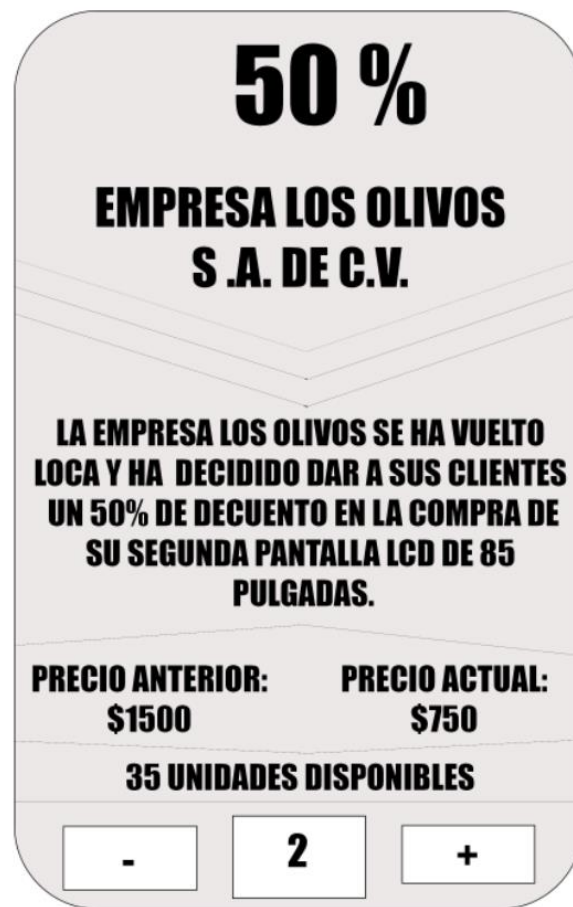 50 %
EMPRESA LOS OLIVOS
S .A. DE C.V.
LA EMPRESA LOS OLIVOS SE HA VUELTO
LOCA Y HA DECIDIDO DAR A SUS CLIENTES
UN 50% DE DECUENTO EN LA COMPRA DE
SU SEGUNDA PANTALLA LCD DE 85
PULGADAS.
PRECIO ANTERIOR: PRECIO ACTUAL:
$1500 $750
35 UNIDADES DISPONIBLES
- 2 +